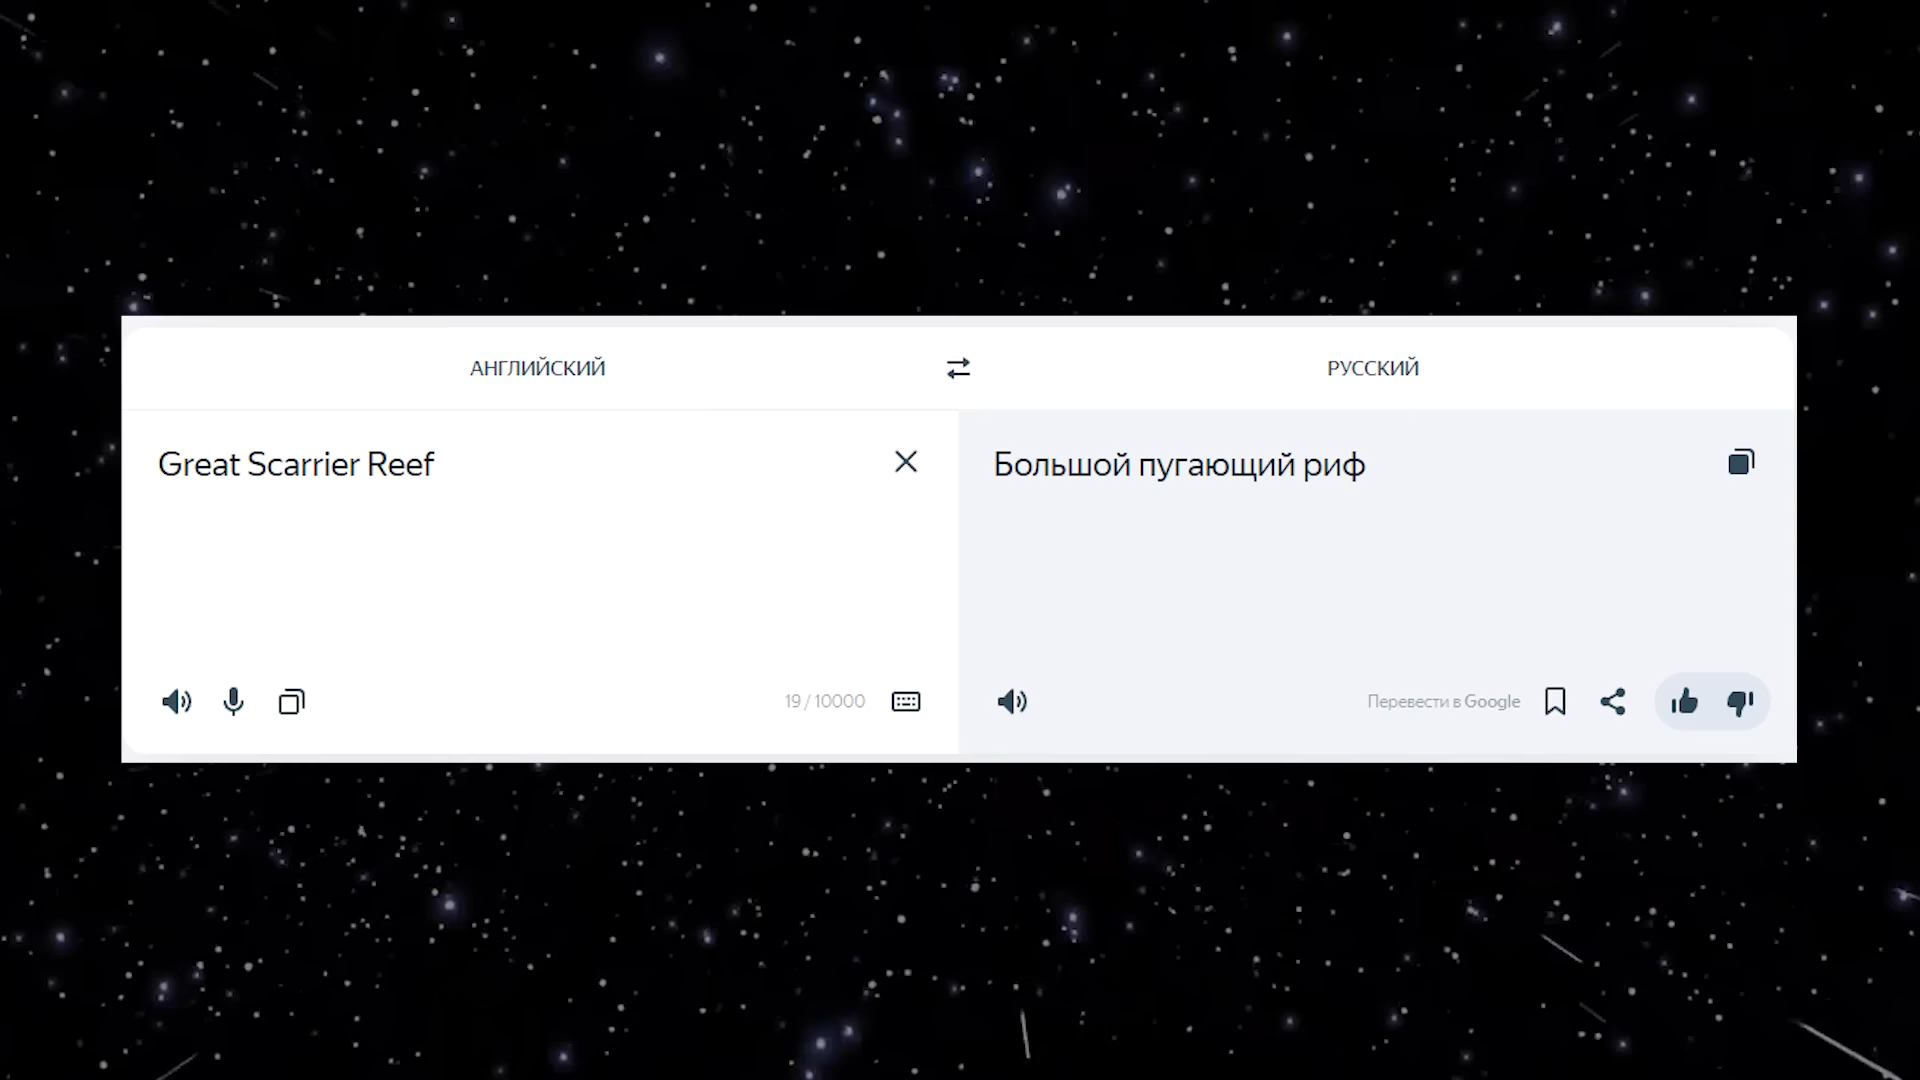 АНГЛИЙСКИЙ
РУССКИЙ
Great Scarrier Reef
Большой пугающий риф
19 / 10000
Перевести в Google